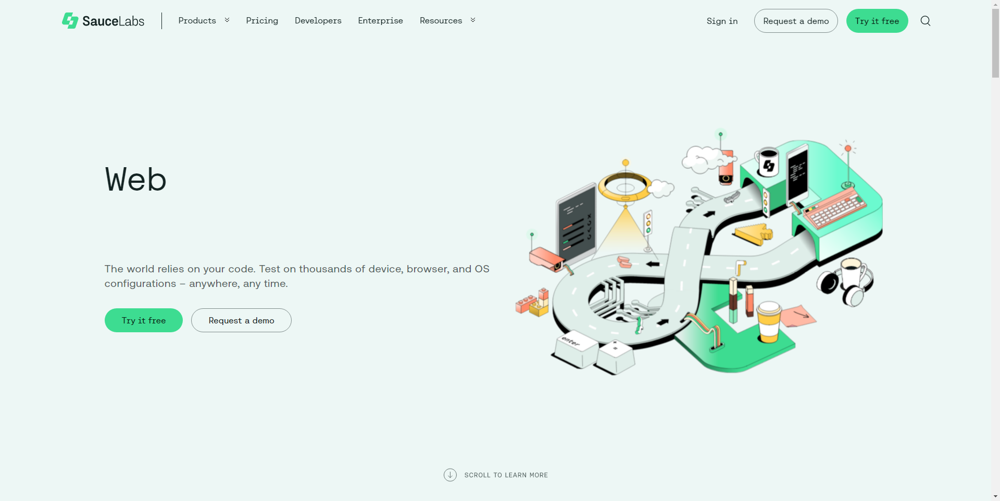 SauceLabs
Products
Pricing
Developers
Enterprise
Resources
Sign in
Request a demo
Try it free
Web
The world relies on your code. Test on thousands of device, browser, and OS
configurations – anywhere, any time.
Try it free
Request a demo
enter
+
=
SCROLL TO LEARN MORE